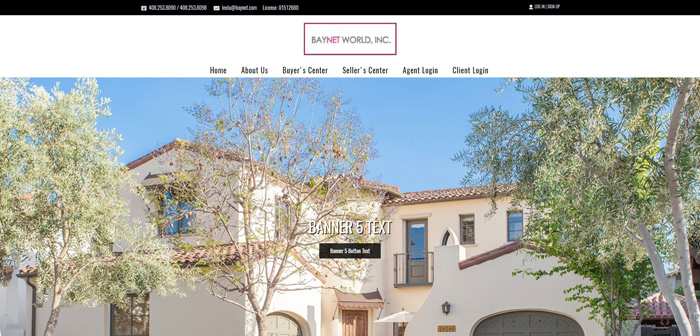 408.253.8090 / 408.253.8098 leela@baynet.com License: 01512680 LOG IN | SIGN UP
BAYNET WORLD, INC.
Home About Us Buyer's Center Seller's Center Agent Login Client Login
BANNER 5 TEXT
Banner 5 Button Text